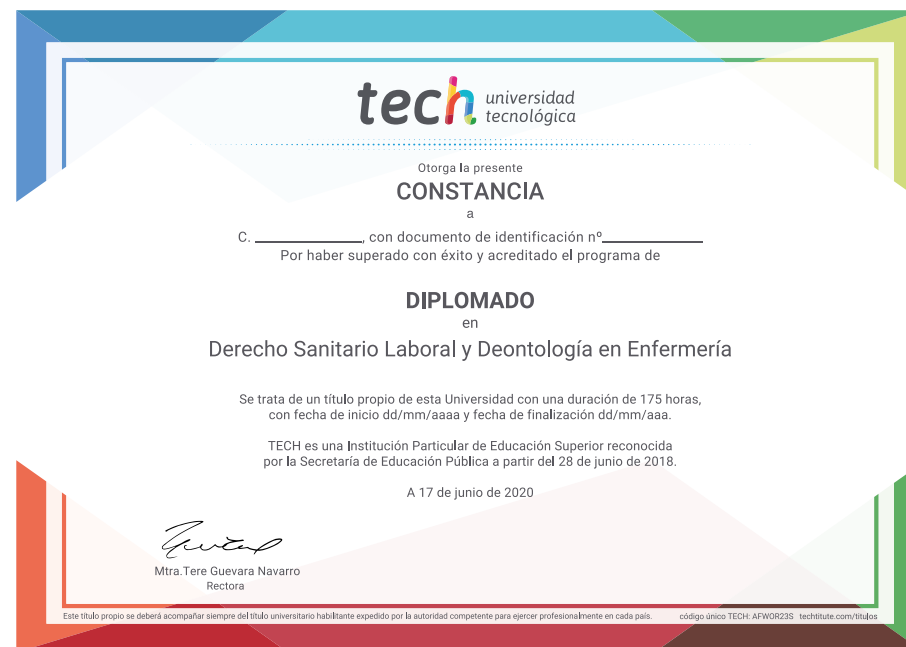 tech universidad
tecnológica
Otorga la presente
CONSTANCIA
a
C. ______________, con documento de identificación nº______________
Por haber superado con éxito y acreditado el programa de
DIPLOMADO
en
Derecho Sanitario Laboral y Deontología en Enfermería
Se trata de un título propio de esta Universidad con una duración de 175 horas,
con fecha de inicio dd/mm/aaaa y fecha de finalización dd/mm/aaa.
TECH es una Institución Particular de Educación Superior reconocida
por la Secretaría de Educación Pública a partir del 28 de junio de 2018.
A 17 de junio de 2020
Mtra.Tere Guevara Navarro
Rectora
Este título propio se deberá acompañar siempre del título universitario habilitante expedido por la autoridad competente para ejercer profesionalmente en cada país. código único TECH: AFWOR23S techtitute.com/titulos